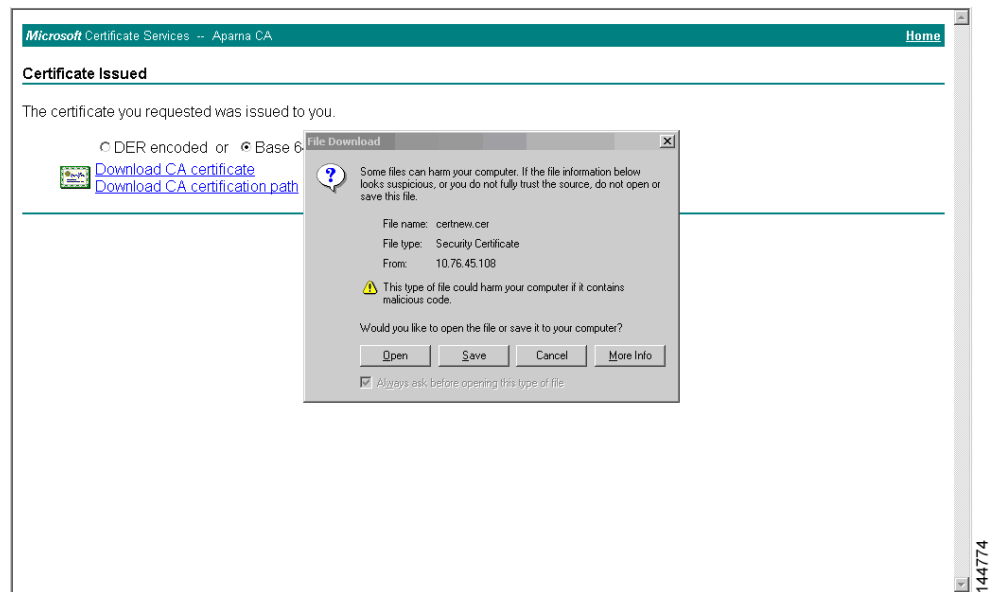 Microsoft Certificate Services -- Aparna CA Home
Certificate Issued
The certificate you requested was issued to you.
DER encoded or Base 6
Download CA certificate
Download CA certification path
File Download
Some files can harm your computer. If the file information below
looks suspicious, or you do not fully trust the source, do not open or
save this file.
File name: certnew.cer
File type: Security Certificate
From: 10.76.45.108
This type of file could harm your computer if it contains
malicious code.
Would you like to open the file or save it to your computer?
Open Save Cancel More Info
Always ask before opening this type of file
144774